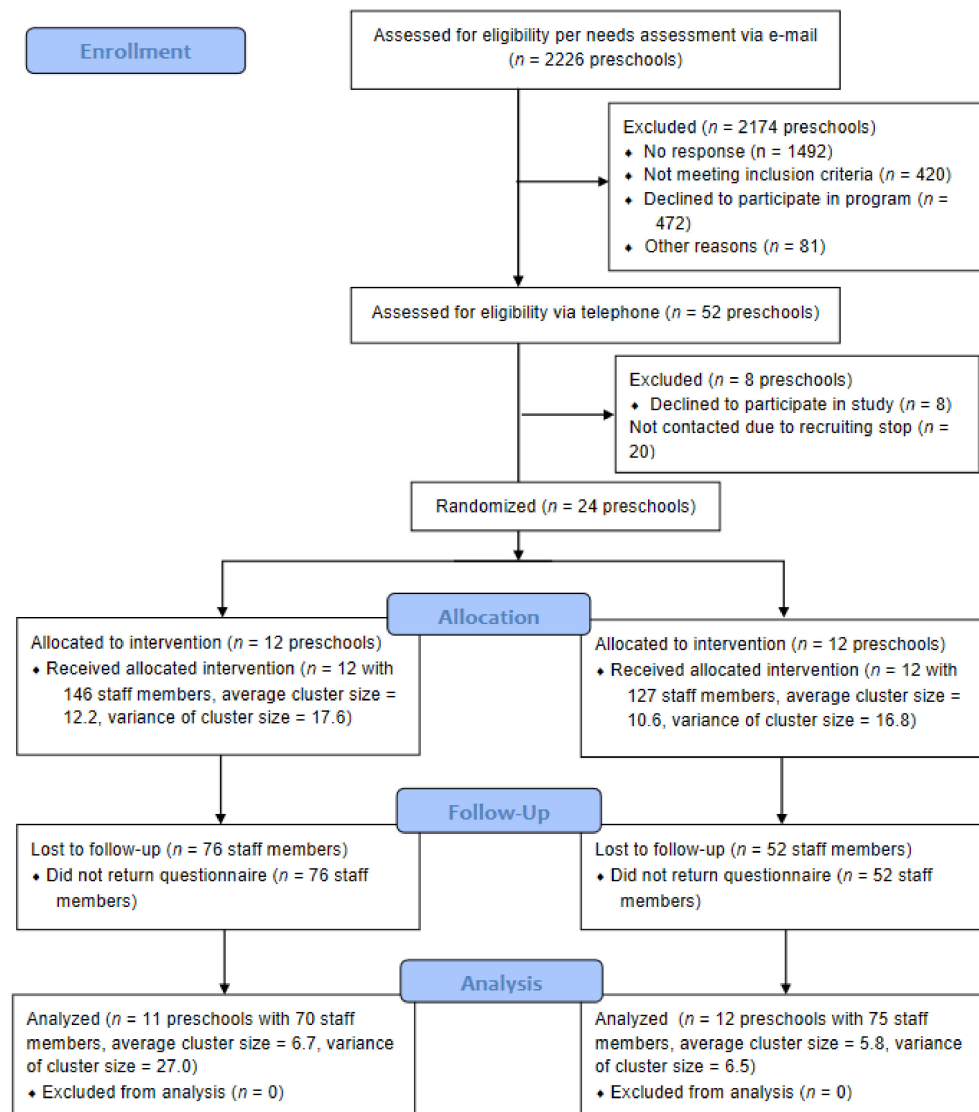 Enrollment
Assessed for eligibility per needs assessment via e-mail
(n = 2226 preschools)
Excluded (n = 2174 preschools)
♦ No response (n = 1492)
♦ Not meeting inclusion criteria (n = 420)
♦ Declined to participate in program (n =
472)
♦ Other reasons (n = 81)
Assessed for eligibility via telephone (n = 52 preschools)
Excluded (n = 8 preschools)
♦ Declined to participate in study (n = 8)
Not contacted due to recruiting stop (n =
20)
Randomized (n = 24 preschools)
Allocation
Allocated to intervention (n = 12 preschools)
♦ Received allocated intervention (n = 12 with
146 staff members, average cluster size =
12.2, variance of cluster size = 17.6)
Allocated to intervention (n = 12 preschools)
♦ Received allocated intervention (n = 12 with
127 staff members, average cluster size =
10.6, variance of cluster size = 16.8)
Follow-Up
Lost to follow-up (n = 76 staff members)
♦ Did not return questionnaire (n = 76 staff
members)
Lost to follow-up (n = 52 staff members)
♦ Did not return questionnaire (n = 52 staff
members)
Analysis
Analyzed (n = 11 preschools with 70 staff
members, average cluster size = 6.7, variance
of cluster size = 27.0)
♦ Excluded from analysis (n = 0)
Analyzed (n = 12 preschools with 75 staff
members, average cluster size = 5.8, variance
of cluster size = 6.5)
♦ Excluded from analysis (n = 0)